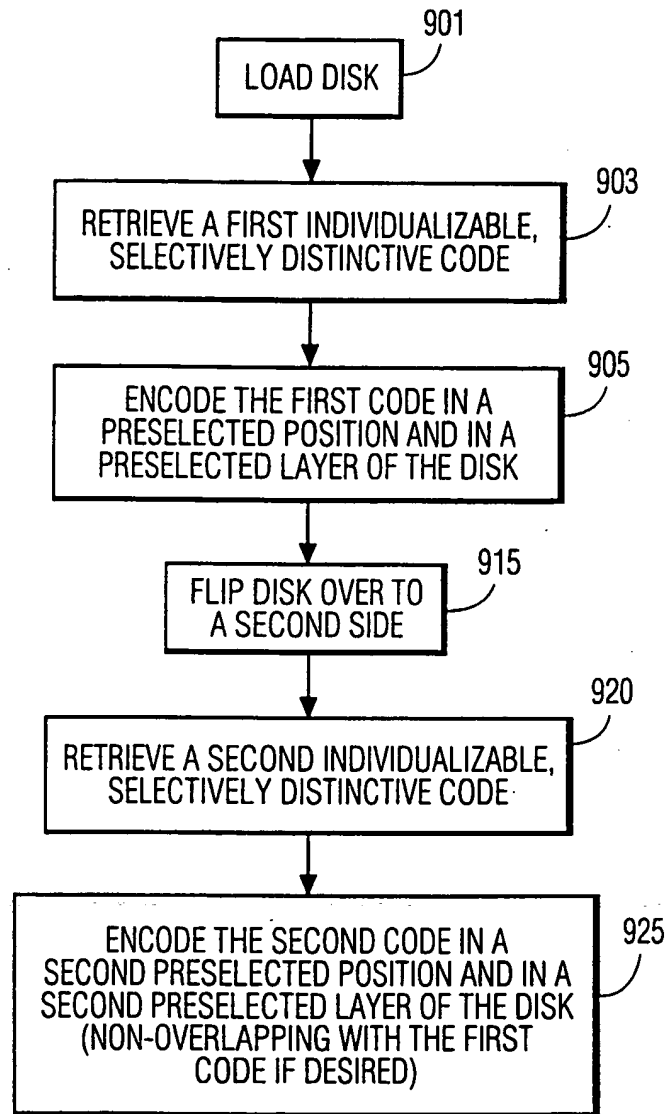 901
LOAD DISK
903
RETRIEVE A FIRST INDIVIDUALIZABLE,
SELECTIVELY DISTINCTIVE CODE
905
ENCODE THE FIRST CODE IN A
PRESELECTED POSITION AND IN A
PRESELECTED LAYER OF THE DISK
915
FLIP DISK OVER TO
A SECOND SIDE
920
RETRIEVE A SECOND INDIVIDUALIZABLE,
SELECTIVELY DISTINCTIVE CODE
925
ENCODE THE SECOND CODE IN A
SECOND PRESELECTED POSITION AND IN A
SECOND PRESELECTED LAYER OF THE DISK
(NON-OVERLAPPING WITH THE FIRST
CODE IF DESIRED)